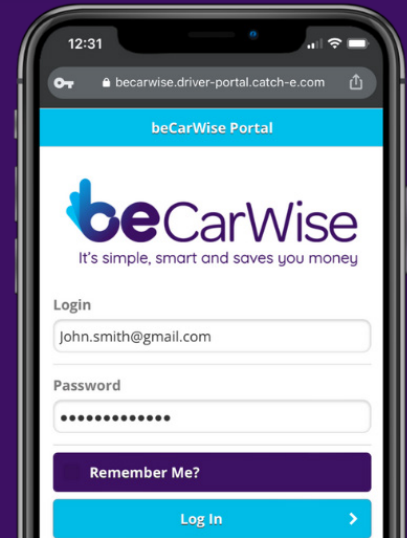 12:31
becarwise.driver-portal.catch-e.com
beCarWise Portal
beCarWise
It's simple, smart and saves you money
Login
John.smith@gmail.com
Password
•••••••••••••
Remember Me?
Log In